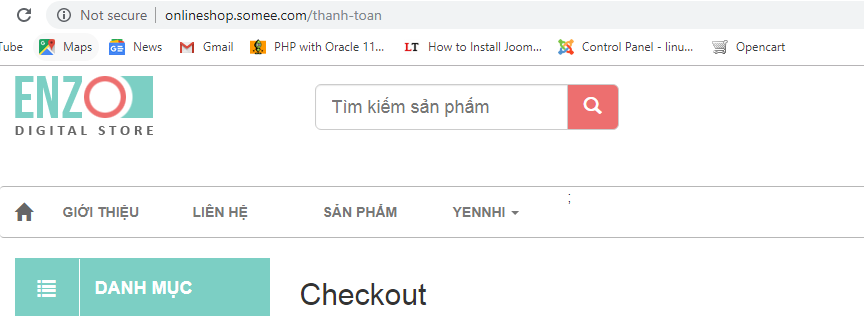 Not secure | onlineshop.somee.com/thanh-toan
Tube Maps News Gmail PHP with Oracle 11... LT How to Install Joom... Control Panel - linu... Opencart
ENZO
DIGITAL STORE
Tìm kiếm sản phẩm
GIỚI THIỆU LIÊN HỆ SẢN PHẨM YENNHI ;
DANH MỤC
Checkout